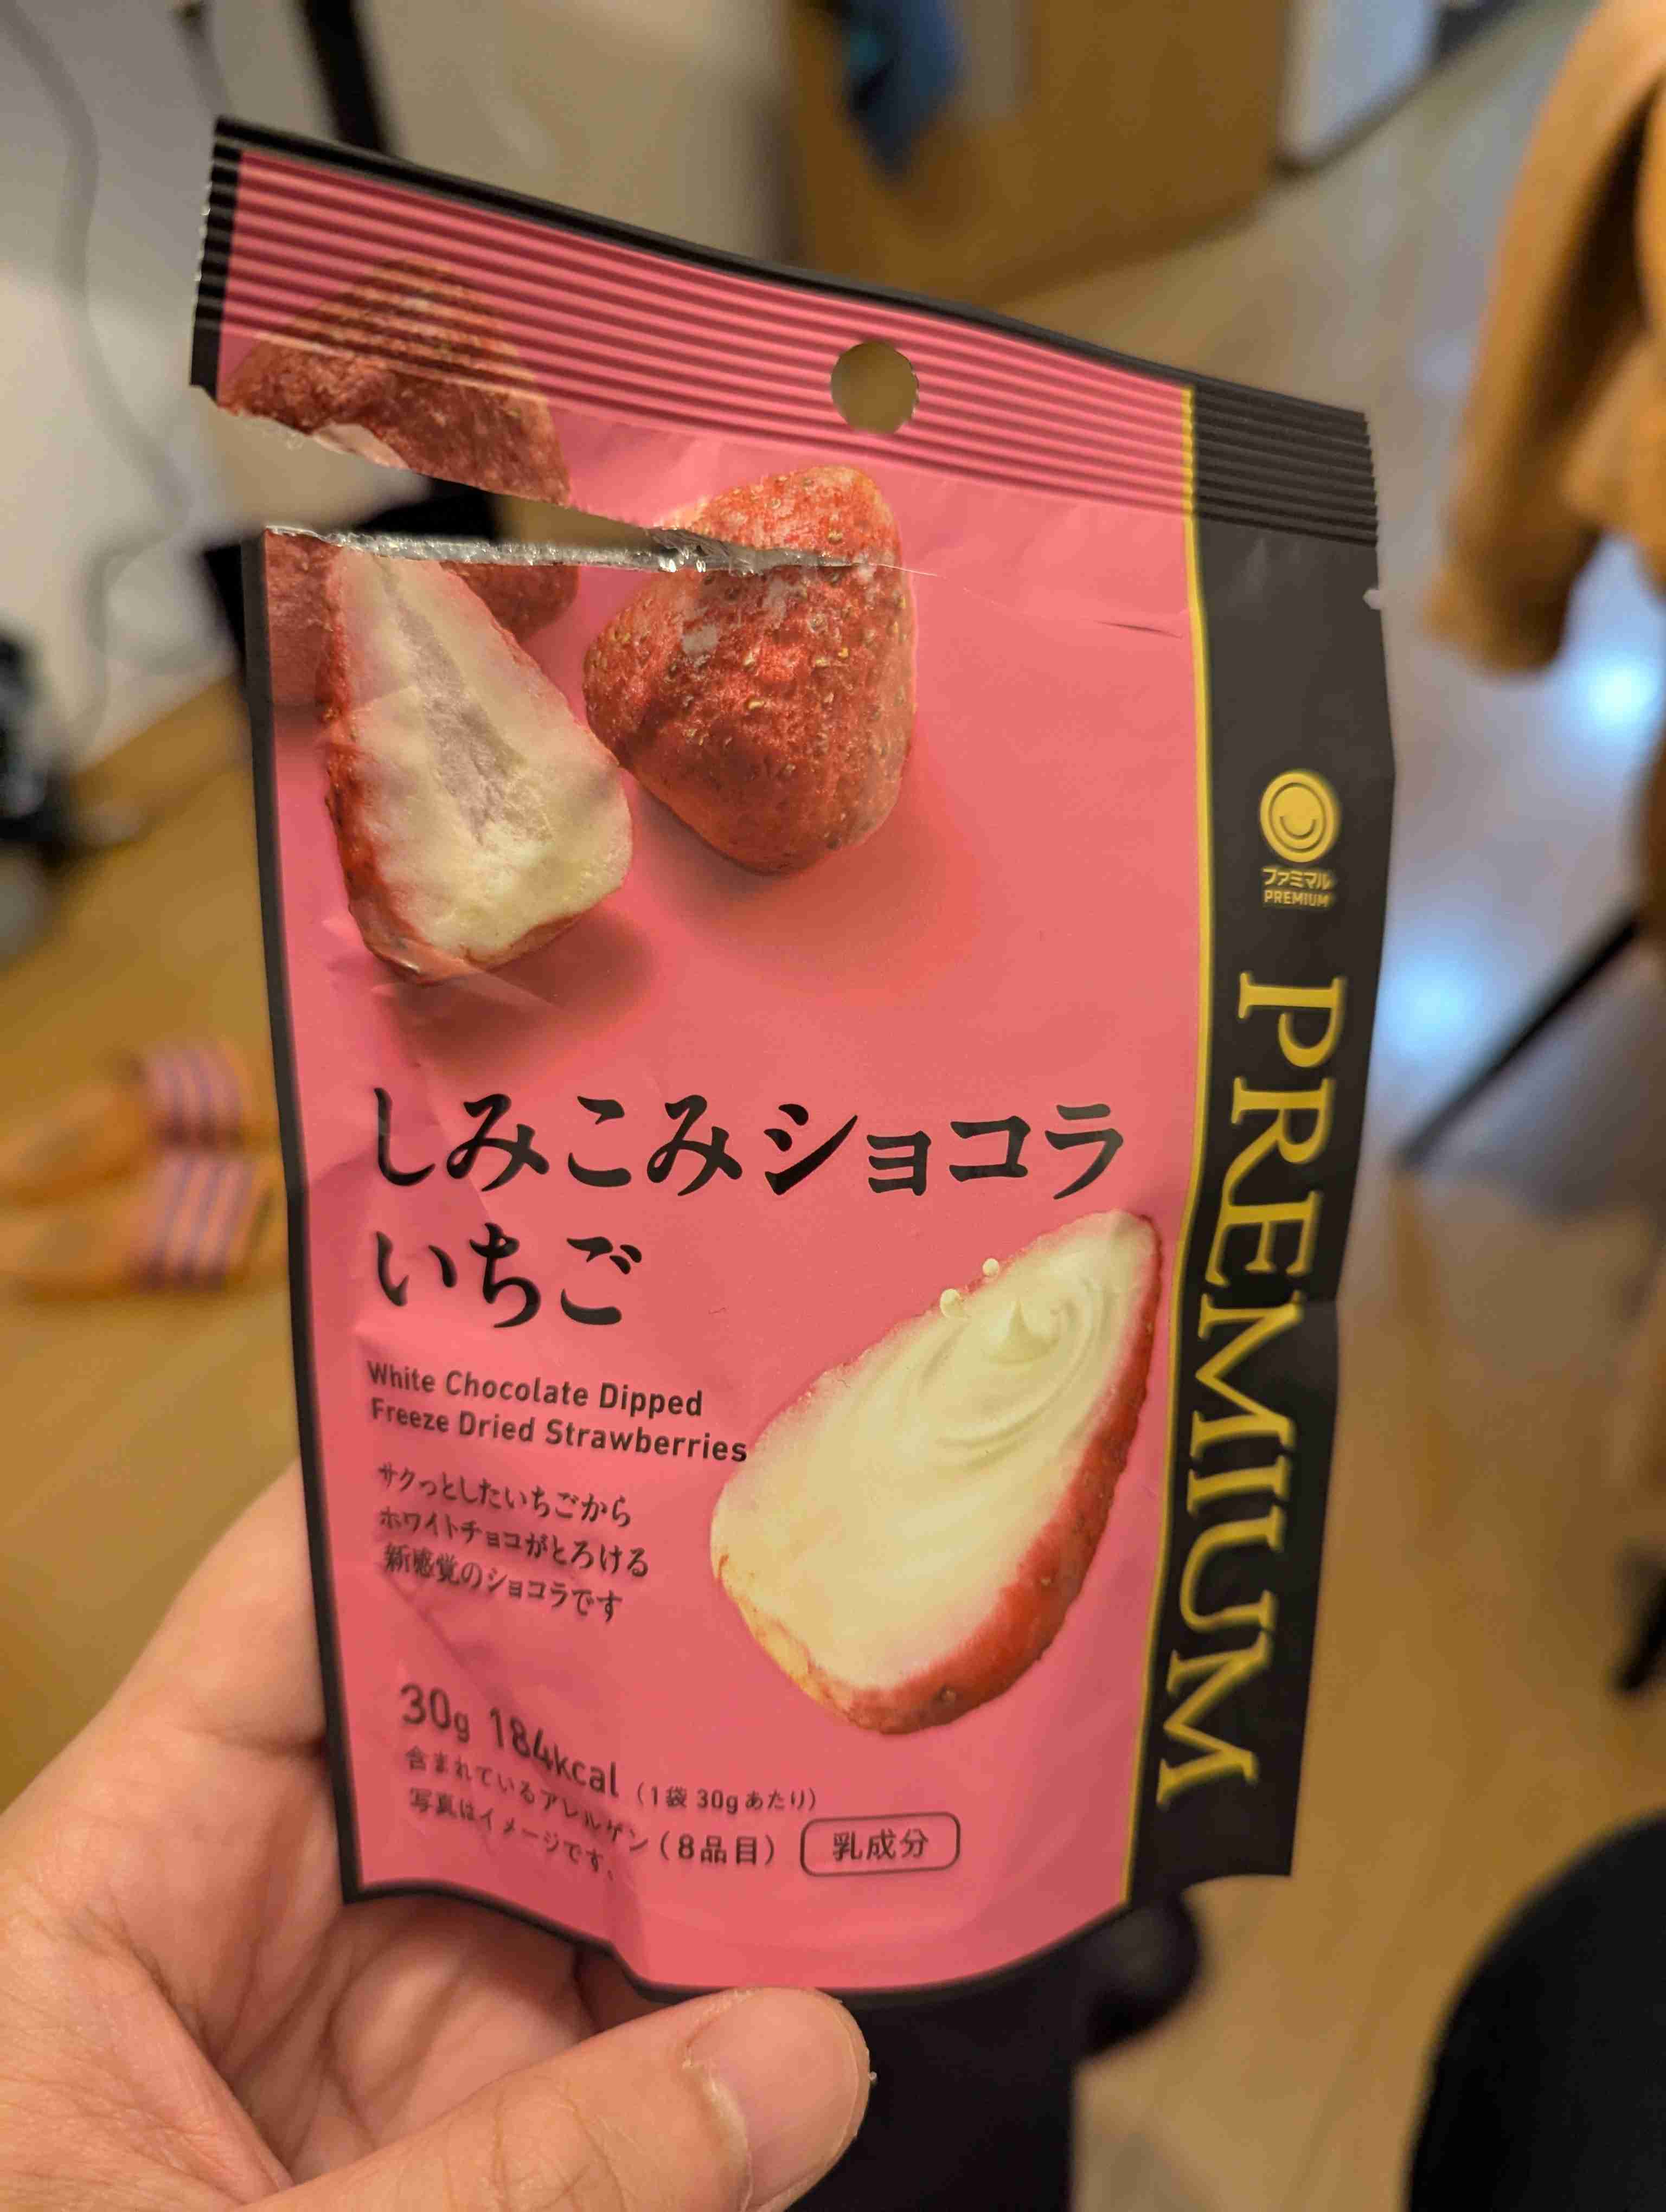 しみこみショコラ
いちご
White Chocolate Dipped
Freeze Dried Strawberries
サクっとしたいちごから
ホワイトチョコがとろける
新感覚のショコラです
30g 184kcal (1袋 30gあたり)
含まれているアレルゲン(8品目) 乳成分
写真はイメージです。
ファミマル
PREMIUM
PREMIUM